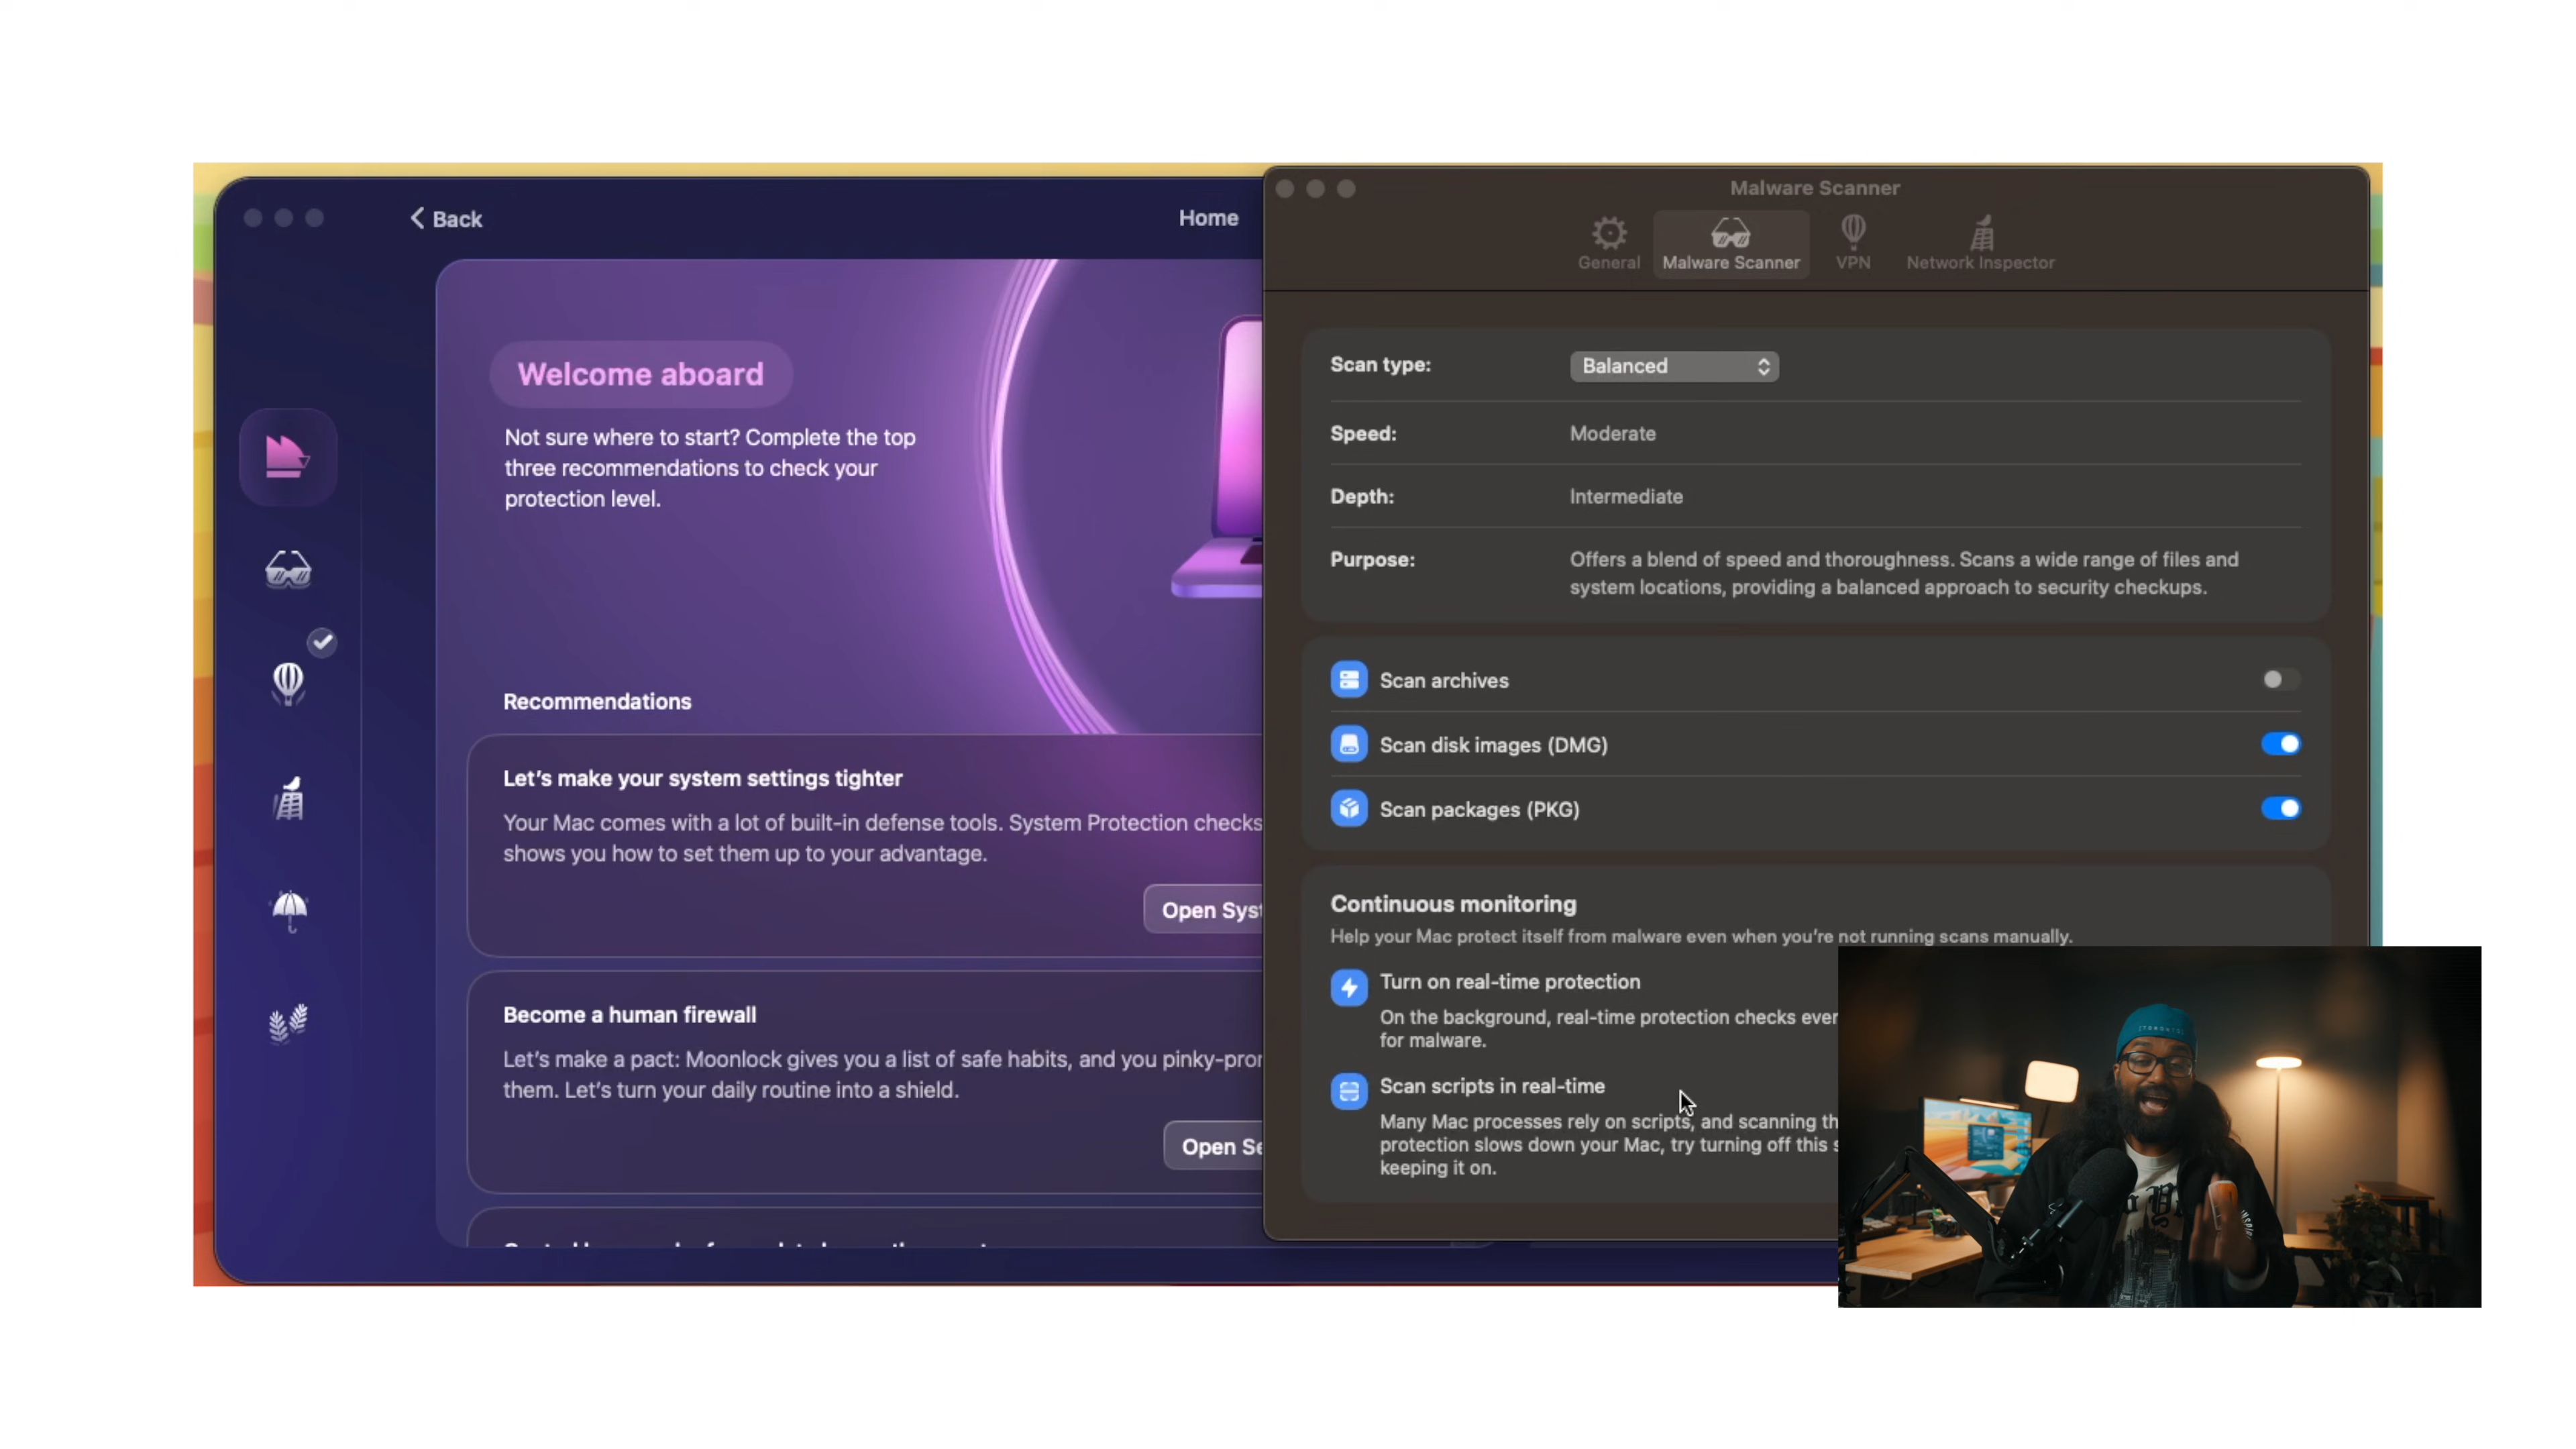 Back
Home
Welcome aboard
Not sure where to start? Complete the top
three recommendations to check your
protection level.
Recommendations
Let's make your system settings tighter
Your Mac comes with a lot of built-in defense tools. System Protection checks
shows you how to set them up to your advantage.
Open Syst
Become a human firewall
Let's make a pact: Moonlock gives you a list of safe habits, and you pinky-pror
them. Let's turn your daily routine into a shield.
Open Se
Malware Scanner
General
Malware Scanner
VPN
Network Inspector
Scan type:
Balanced
Speed:
Moderate
Depth:
Intermediate
Purpose:
Offers a blend of speed and thoroughness. Scans a wide range of files and
system locations, providing a balanced approach to security checkups.
Scan archives
Scan disk images (DMG)
Scan packages (PKG)
Continuous monitoring
Help your Mac protect itself from malware even when you're not running scans manually.
Turn on real-time protection
On the background, real-time protection checks ever
for malware.
Scan scripts in real-time
Many Mac processes rely on scripts, and scanning th
protection slows down your Mac, try turning off this s
keeping it on.